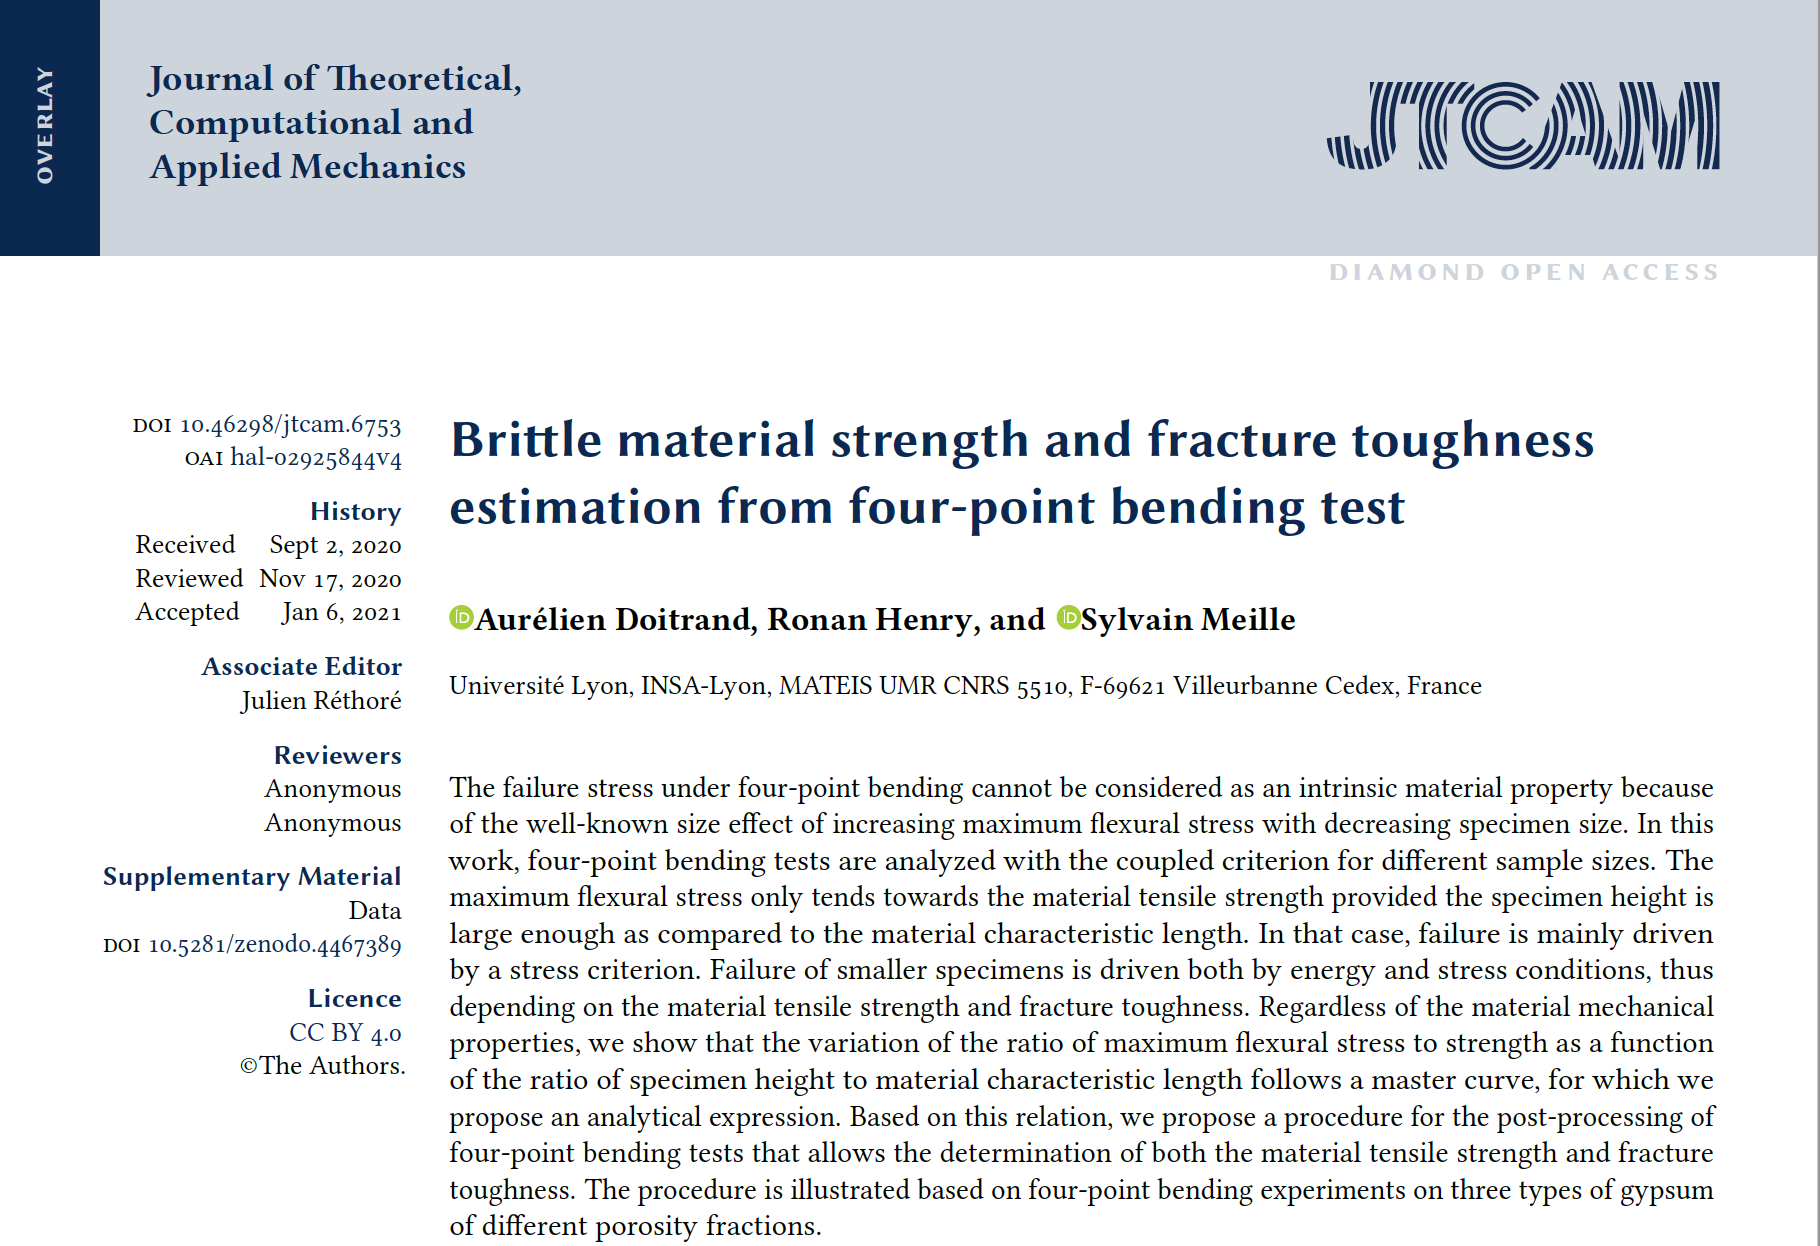 OVERLAY
Journal of Theoretical,
Computational and
Applied Mechanics
JTCAM
DIAMOND OPEN ACCESS
DOI 10.46298/jtcam.6753
OAI hal-02925844v4
History
Received Sept 2, 2020
Reviewed Nov 17, 2020
Accepted Jan 6, 2021
Associate Editor
Julien Réthoré
Reviewers
Anonymous
Anonymous
Supplementary Material
Data
DOI 10.5281/zenodo.4467389
Licence
CC BY 4.0
©The Authors.
Brittle material strength and fracture toughness
estimation from four-point bending test
iD Aurélien Doitrand, Ronan Henry, and iD Sylvain Meille
Université Lyon, INSA-Lyon, MATEIS UMR CNRS 5510, F-69621 Villeurbanne Cedex, France
The failure stress under four-point bending cannot be considered as an intrinsic material property because
of the well-known size effect of increasing maximum flexural stress with decreasing specimen size. In this
work, four-point bending tests are analyzed with the coupled criterion for different sample sizes. The
maximum flexural stress only tends towards the material tensile strength provided the specimen height is
large enough as compared to the material characteristic length. In that case, failure is mainly driven
by a stress criterion. Failure of smaller specimens is driven both by energy and stress conditions, thus
depending on the material tensile strength and fracture toughness. Regardless of the material mechanical
properties, we show that the variation of the ratio of maximum flexural stress to strength as a function
of the ratio of specimen height to material characteristic length follows a master curve, for which we
propose an analytical expression. Based on this relation, we propose a procedure for the post-processing of
four-point bending tests that allows the determination of both the material tensile strength and fracture
toughness. The procedure is illustrated based on four-point bending experiments on three types of gypsum
of different porosity fractions.